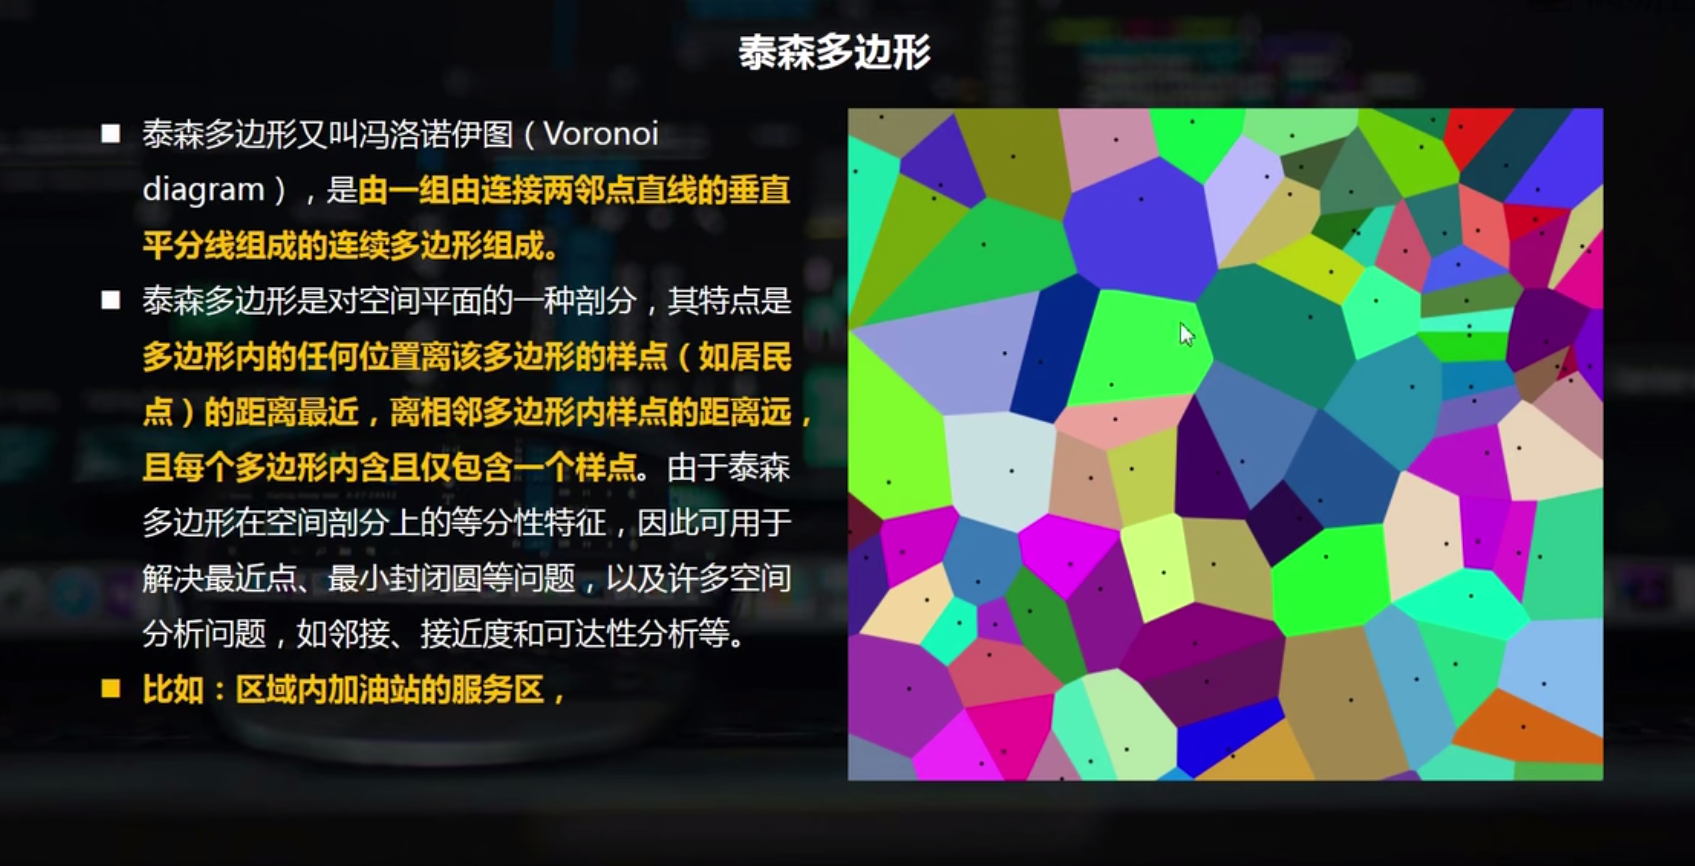 泰森多边形
■ 泰森多边形又叫冯洛诺伊图（Voronoi
diagram），是由一组由连接两邻点直线的垂直
平分线组成的连续多边形组成。
■ 泰森多边形是对空间平面的一种剖分，其特点是
多边形内的任何位置离该多边形的样点（如居民
点）的距离最近，离相邻多边形内样点的距离远，
且每个多边形内含且仅包含一个样点。由于泰森
多边形在空间剖分上的等分性特征，因此可用于
解决最近点、最小封闭圆等问题，以及许多空间
分析问题，如邻接、接近度和可达性分析等。
■ 比如：区域内加油站的服务区，